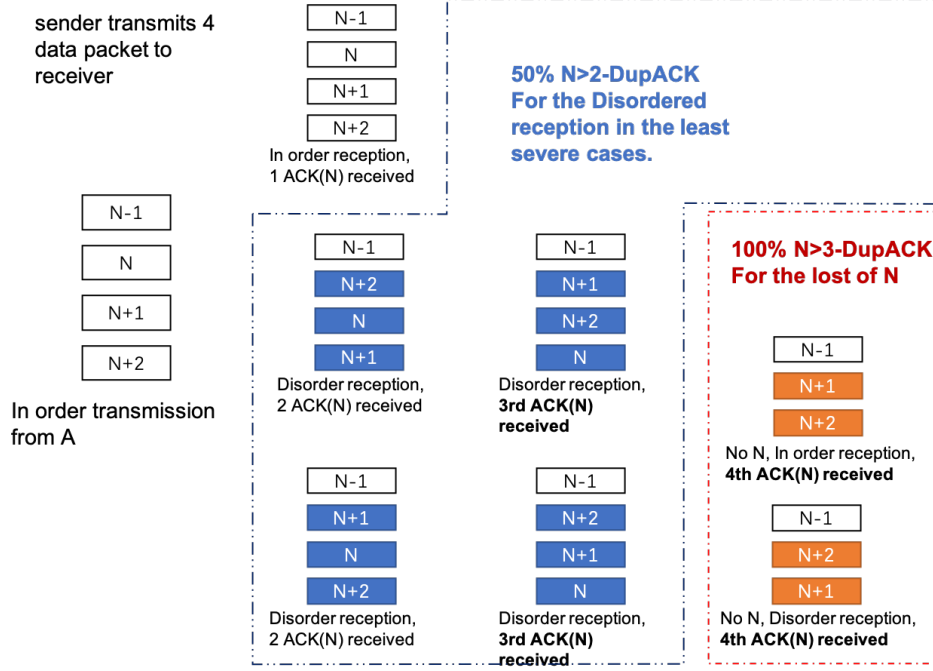 sender transmits 4
data packet to
receiver
N-1
N
N+1
N+2
In order reception,
1 ACK(N) received
50% N>2-DupACK
For the Disordered
reception in the least
severe cases.
N-1
N
N+1
N+2
In order transmission
from A
N-1
N+2
N
N+1
Disorder reception,
2 ACK(N) received
N-1
N+1
N+2
N
Disorder reception,
3rd ACK(N)
received
100% N>3-DupACK
For the lost of N
N-1
N+1
N+2
No N, In order reception,
4th ACK(N) received
N-1
N+1
N
N+2
Disorder reception,
2 ACK(N) received
N-1
N+2
N+1
N
Disorder reception,
3rd ACK(N)
received
N-1
N+2
N+1
No N, Disorder reception,
4th ACK(N) received